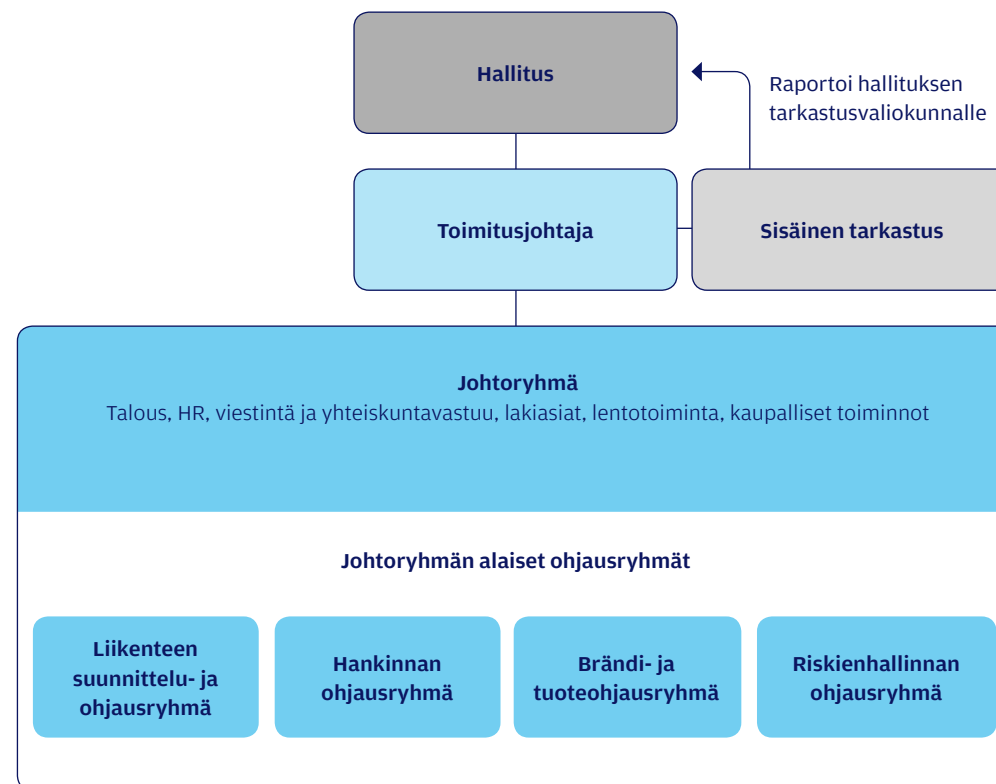 Hallitus
Raportoi hallituksen
tarkastusvaliokunnalle
Toimitusjohtaja
Sisäinen tarkastus
Johtoryhmä
Talous, HR, viestintä ja yhteiskuntavastuu, lakiasiat, lentotoiminta, kaupalliset toiminnot
Johtoryhmän alaiset ohjausryhmät
Liikenteen
suunnittelu- ja
ohjausryhmä
Hankinnan
ohjausryhmä
Brändi- ja
tuoteohjausryhmä
Riskienhallinnan
ohjausryhmä